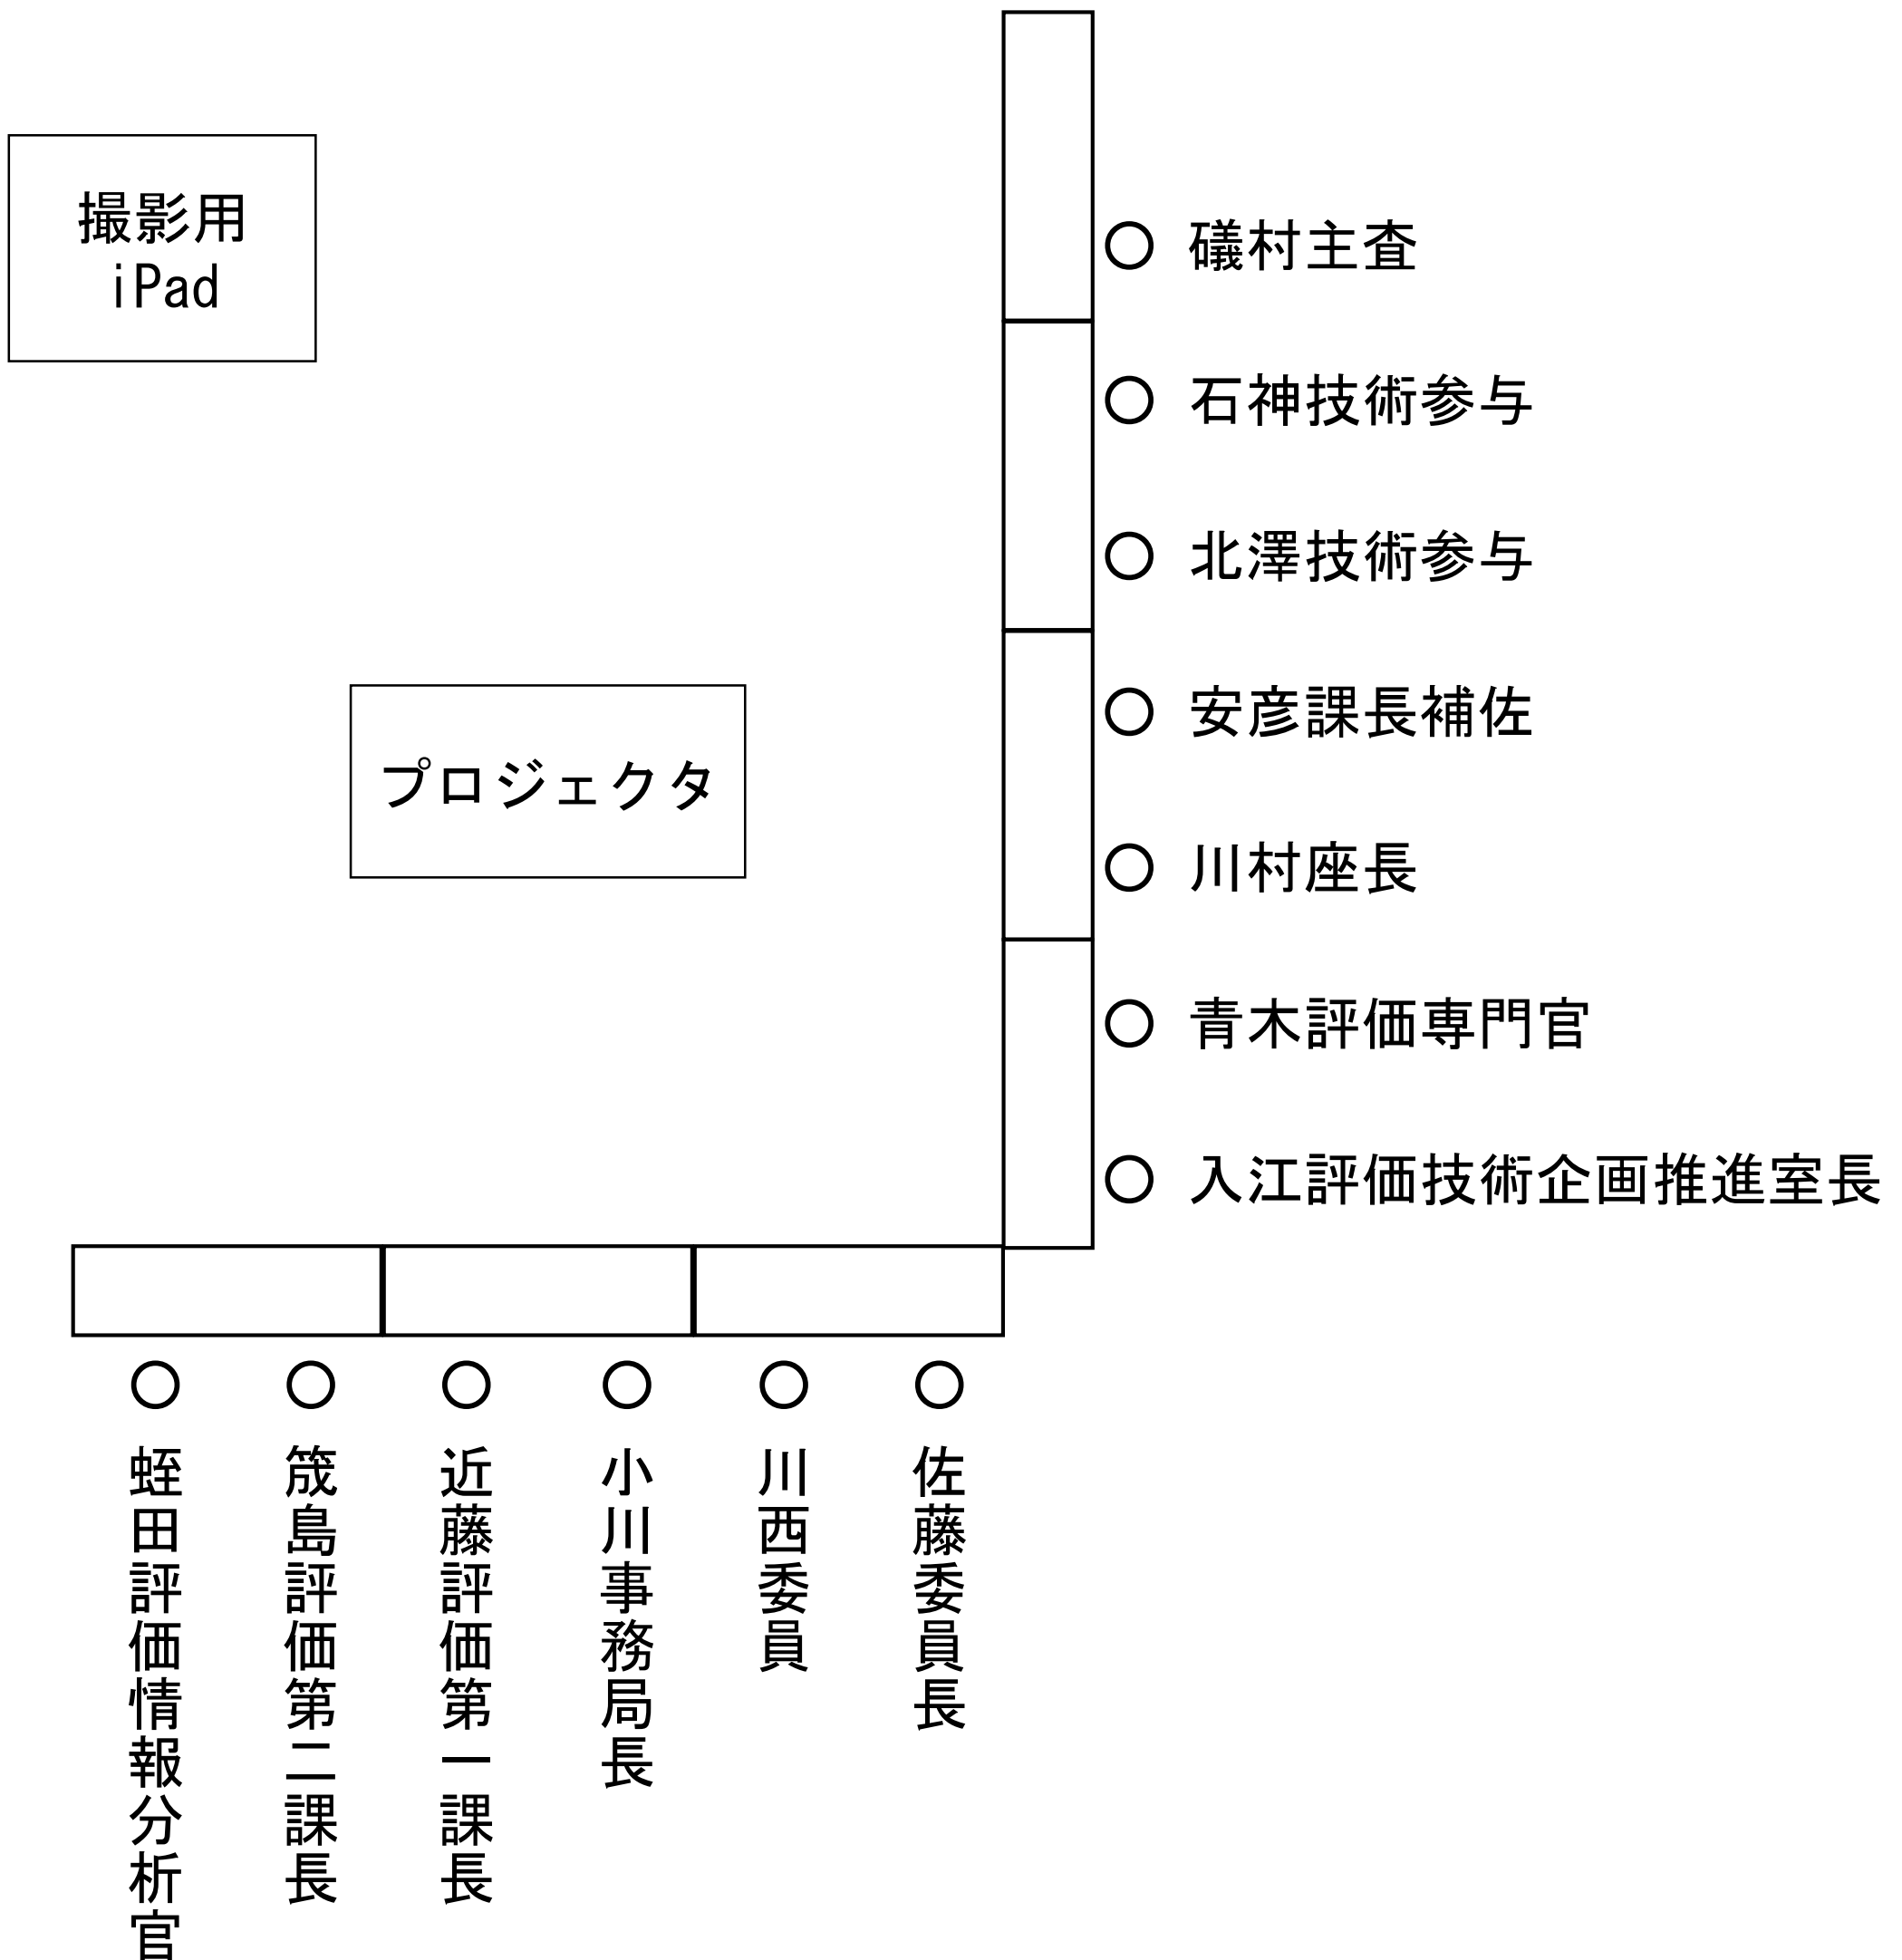 撮影用
iPad
磯村主査
石神技術参与
北澤技術参与
安彦課長補佐
プロジェクタ
川村座長
青木評価専門官
入江評価技術企画推進室長
蛭田評価情報分析官
筬島評価第二課長
近藤評価第一課長
小川事務局長
川西委員
佐藤委員長